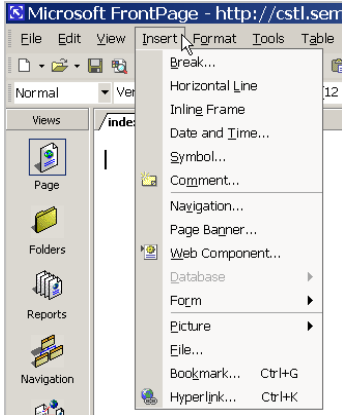 Microsoft FrontPage - http://cstl.sem
File Edit View Insert Format Tools Table
Normal Ver (12
Views
Page
Folders
Reports
Navigation
inde
Break...
Horizontal Line
Inline Frame
Date and Time...
Symbol...
Comment...
Navigation...
Page Banner...
Web Component...
Database
Form
Picture
File...
Bookmark... Ctrl+G
Hyperlink... Ctrl+K